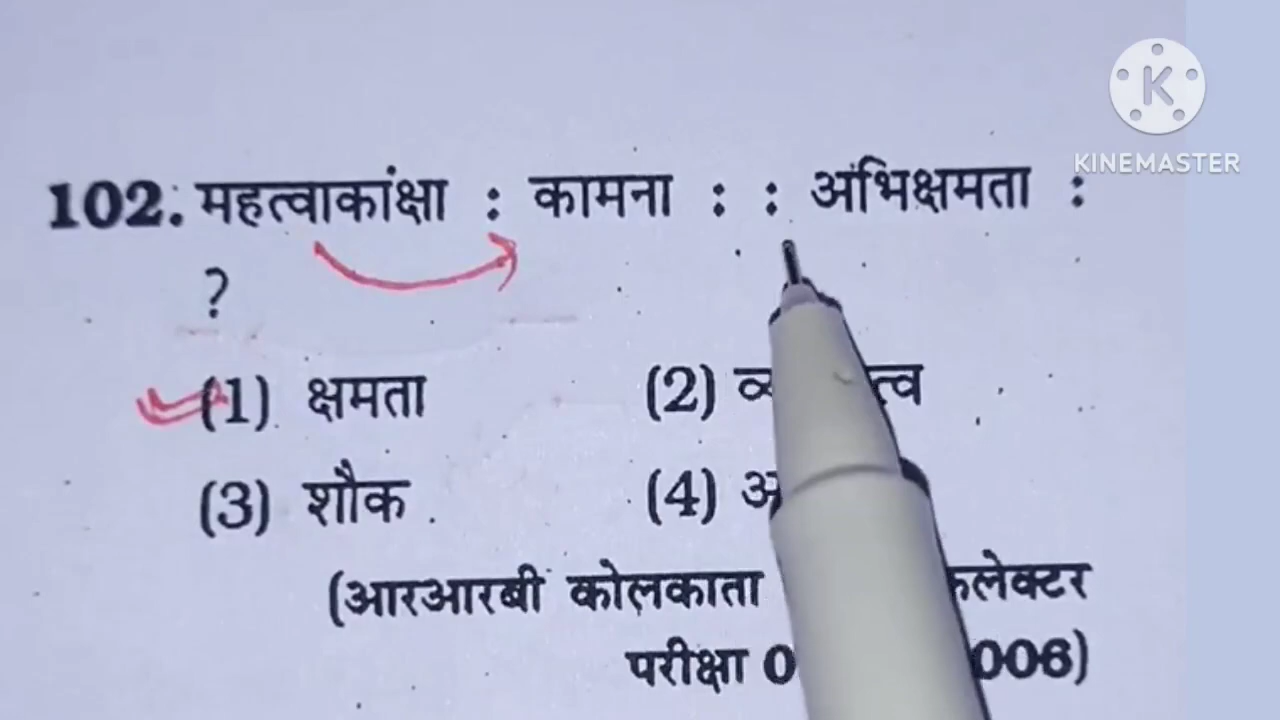 KINEMASTER
102. महत्वाकांक्षा : कामना : : अभिक्षमता :
?
(1) क्षमता (2)
(3) शौक (4)
(आरआरबी कोलकाता
परीक्षा